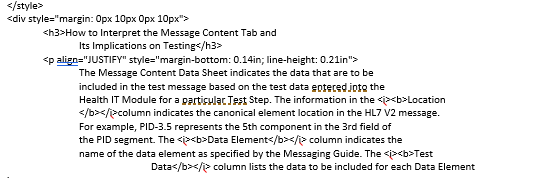 </style>
<div style="margin: 0px 10px 0px 10px">
<h3>How to Interpret the Message Content Tab and
Its Implications on Testing</h3>
<p align="JUSTIFY" style="margin-bottom: 0.14in; line-height: 0.21in">
The Message Content Data Sheet indicates the data that are to be
included in the test message based on the test data entered into the
Health IT Module for a particular Test Step. The information in the <i><b>Location
</b></i>column indicates the canonical element location in the HL7 V2 message.
For example, PID-3.5 represents the 5th component in the 3rd field of
the PID segment. The <i><b>Data Element</b></i> column indicates the
name of the data element as specified by the Messaging Guide. The <i><b>Test
Data</b></i> column lists the data to be included for each Data Element